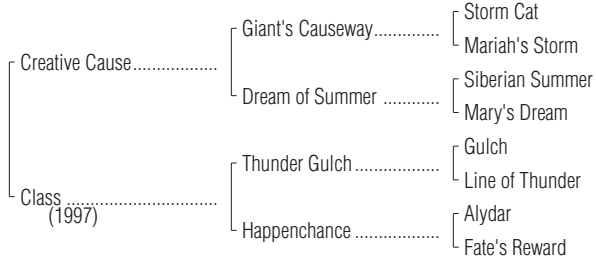 Storm Cat
Giant's Causeway..............
Mariah's Storm
Creative Cause.................
Siberian Summer
Dream of Summer ............
Mary's Dream
Gulch
Thunder Gulch ..................
Line of Thunder
Class ................................
(1997)
Alydar
Happenchance ..................
Fate's Reward